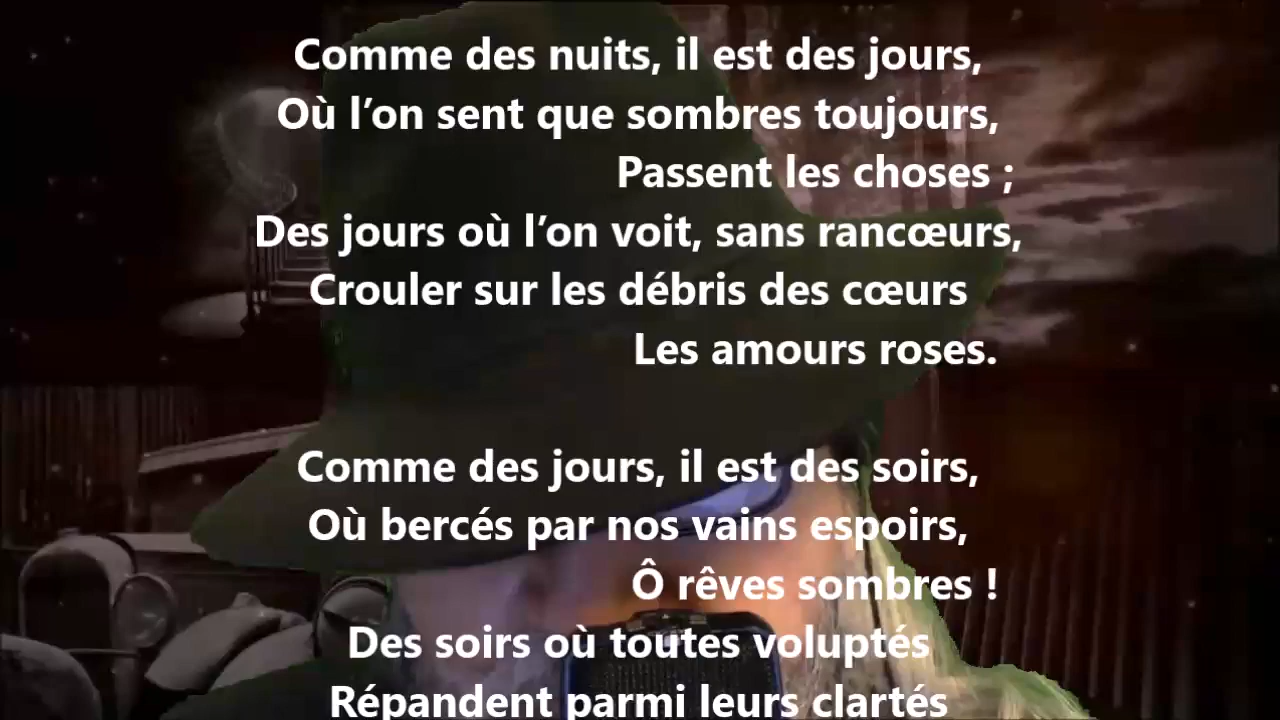 Comme des nuits, il est des jours,
Où l’on sent que sombres toujours,
Passent les choses ;
Des jours où l’on voit, sans rancœurs,
Crouler sur les débris des cœurs
Les amours roses.
Comme des jours, il est des soirs,
Où bercés par nos vains espoirs,
Ô rêves sombres !
Des soirs où toutes voluptés
Répandent parmi leurs clartés